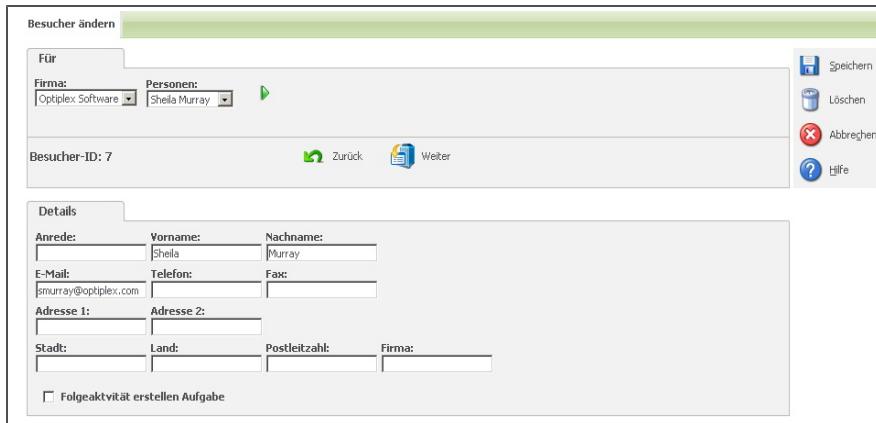 Besucher ändern
Für
Firma: Personen:
Optiplex Software Sheila Murray
Speichern
Löschen
Abbrechen
Hilfe
Besucher-ID: 7 Zurück Weiter
Details
Anrede: Vorname: Nachname:
Sheila Murray
E-Mail: Telefon: Fax:
smurray@optiplex.com
Adresse 1: Adresse 2:
Stadt: Land: Postleitzahl: Firma:
Folgeaktvität erstellen Aufgabe